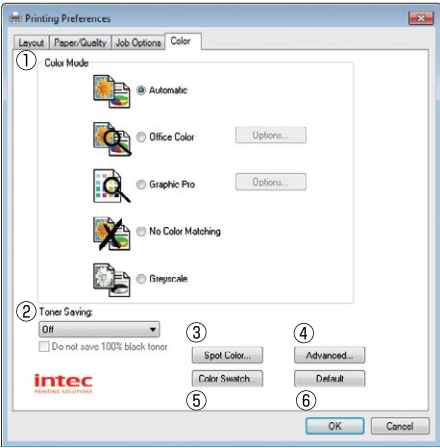 Printing Preferences
Layout Paper/Quality Job Options Color
① Color Mode
Automatic
Office Color Options...
Graphic Pro Options...
No Color Matching
Greyscale
② Toner Saving:
Off
Do not save 100% black toner
③ ④
Spot Color... Advanced...
Color Swatch... Default
⑤ ⑥
intec
PRINTING SOLUTIONS
OK Cancel